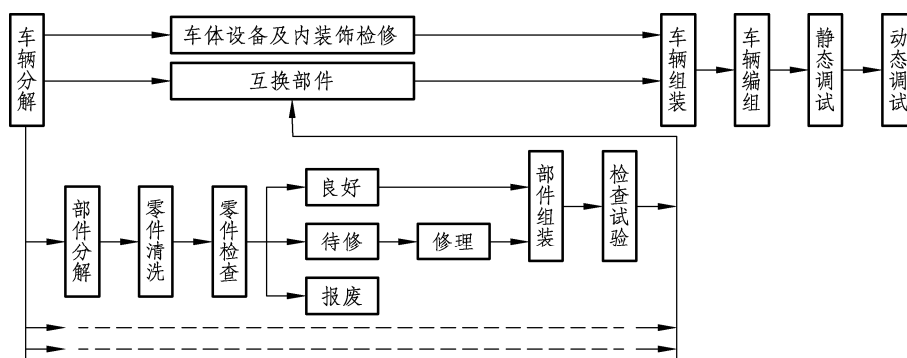 车辆分解
车体设备及内装饰检修
互换部件
车辆组装
车辆编组
静态调试
动态调试
部件分解
零件清洗
零件检查
良好
待修
报废
修理
部件组装
检查试验